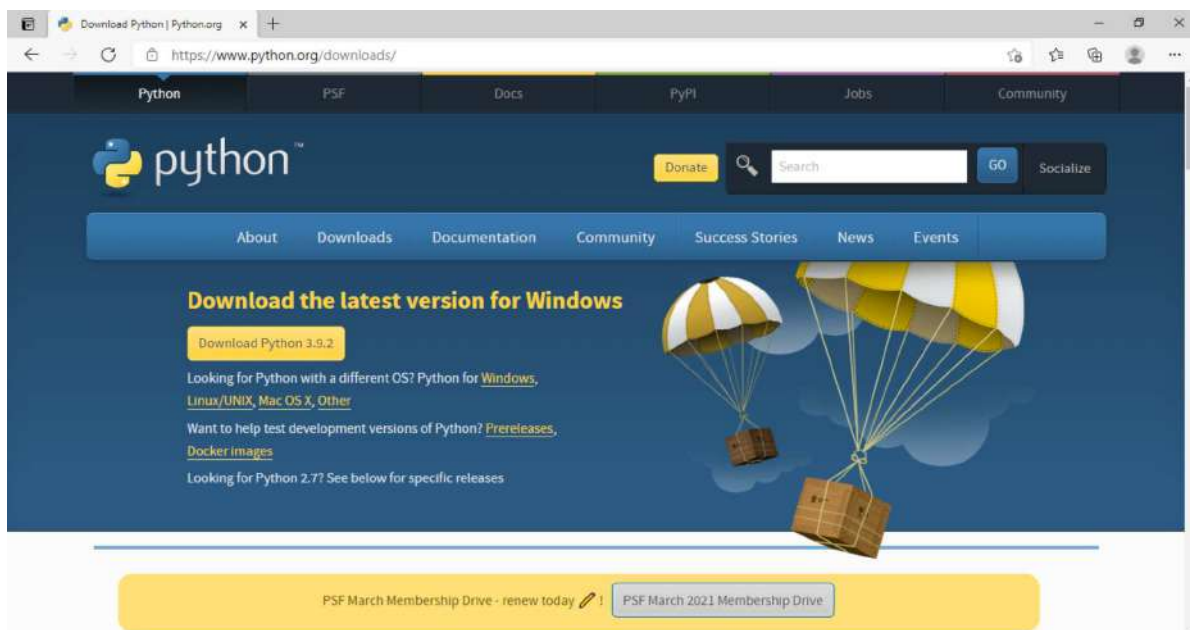 Download Python | Python.org
https://www.python.org/downloads/
Python PSF Docs PyPI Jobs Community
python™
Donate Search GO Socialize
About Downloads Documentation Community Success Stories News Events
Download the latest version for Windows
Download Python 3.9.2
Looking for Python with a different OS? Python for Windows,
Linux/UNIX, Mac OS X, Other
Want to help test development versions of Python? Prereleases,
Docker images
Looking for Python 2.7? See below for specific releases
PSF March Membership Drive - renew today ! PSF March 2021 Membership Drive